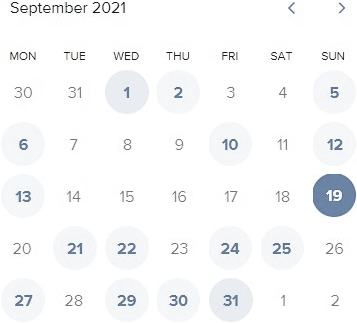 September 2021
MON TUE WED THU FRI SAT SUN
30 31 1 2 3 4 5
6 7 8 9 10 11 12
13 14 15 16 17 18 19
20 21 22 23 24 25 26
27 28 29 30 31 1 2